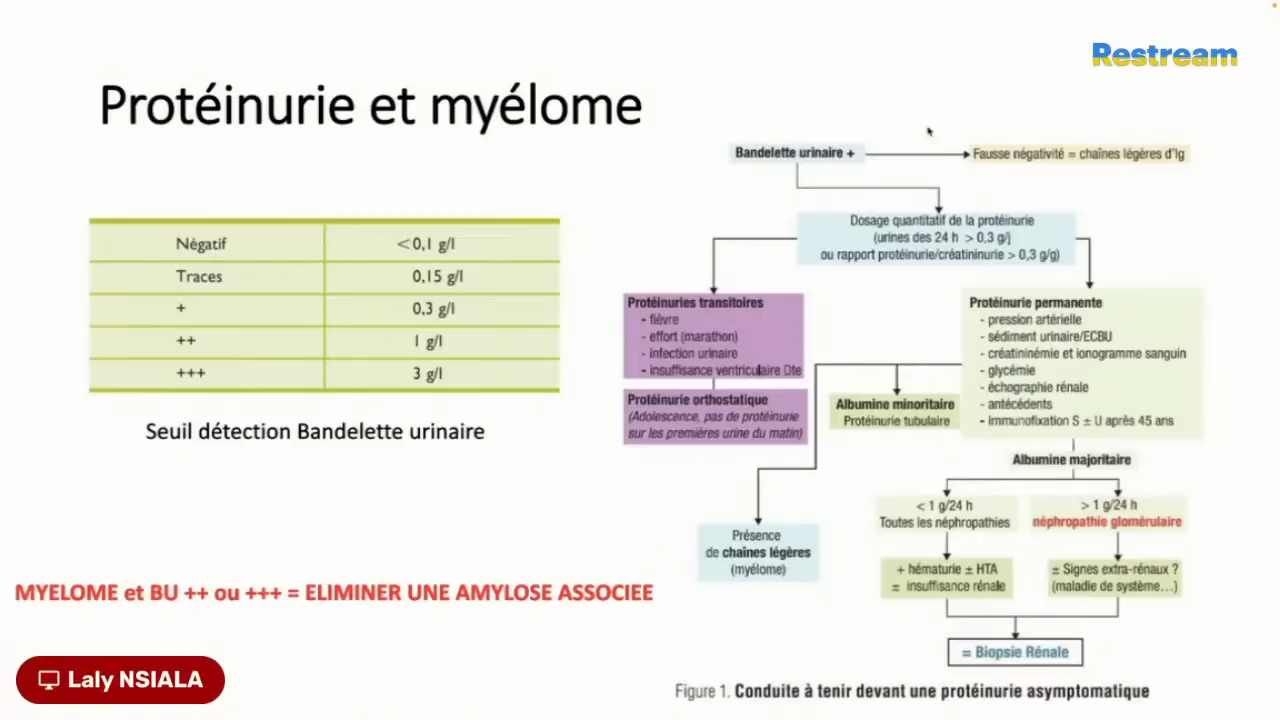 Restream
Protéinurie et myélome
Négatif <0,1 g/l
Traces 0,15 g/l
+ 0,3 g/l
++ 1 g/l
+++ 3 g/l
Seuil détection Bandelette urinaire
MYELOME et BU ++ ou +++ = ELIMINER UNE AMYLOSE ASSOCIEE
Laly NSIALA
Bandelette urinaire +
Fausse négativité = chaînes légères d'Ig
Dosage quantitatif de la protéinurie
(urines des 24 h > 0,3 g/j
ou rapport protéinurie/créatininurie > 0,3 g/g)
Protéinuries transitoires
- fièvre
- effort (marathon)
- infection urinaire
- insuffisance ventriculaire Dte
Protéinurie orthostatique
(Adolescence, pas de protéinurie
sur les premières urine du matin)
Protéinurie permanente
- pression artérielle
- sédiment urinaire/ECBU
- créatininémie et ionogramme sanguin
- glycémie
- échographie rénale
- antécédents
- immunofixation S ± U après 45 ans
Albumine minoritaire
Protéinurie tubulaire
Albumine majoritaire
Présence
de chaînes légères
(myélome)
< 1 g/24 h
Toutes les néphropathies
> 1 g/24 h
néphropathie glomérulaire
+ hématurie ± HTA
± insuffisance rénale
± Signes extra-rénaux ?
(maladie de système…)
= Biopsie Rénale
Figure 1. Conduite à tenir devant une protéinurie asymptomatique